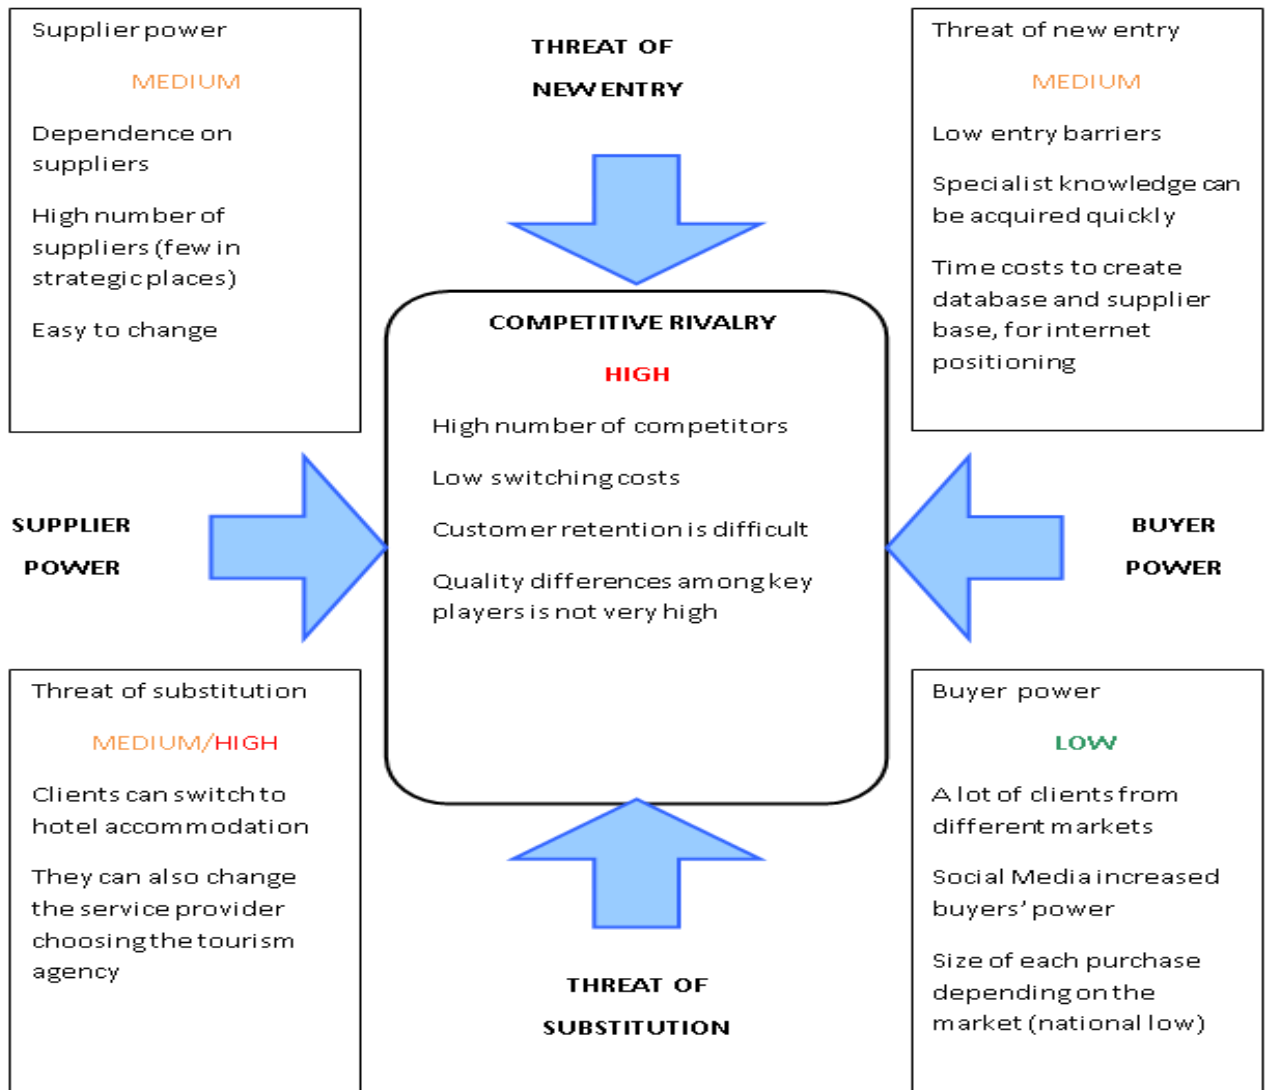 Supplier power
MEDIUM
Dependence on
suppliers
High number of
suppliers (few in
strategic places)
Easy to change
THREAT OF
NEW ENTRY
Threat of new entry
MEDIUM
Low entry barriers
Specialist knowledge can
be acquired quickly
Time costs to create
database and supplier
base, for internet
positioning
COMPETITIVE RIVALRY
HIGH
High number of competitors
Low switching costs
Customer retention is difficult
Quality differences among key
players is not very high
SUPPLIER
POWER
BUYER
POWER
Threat of substitution
MEDIUM/HIGH
Clients can switch to
hotel accommodation
They can also change
the service provider
choosing the tourism
agency
THREAT OF
SUBSTITUTION
Buyer power
LOW
A lot of clients from
different markets
Social Media increased
buyers’ power
Size of each purchase
depending on the
market (national low)